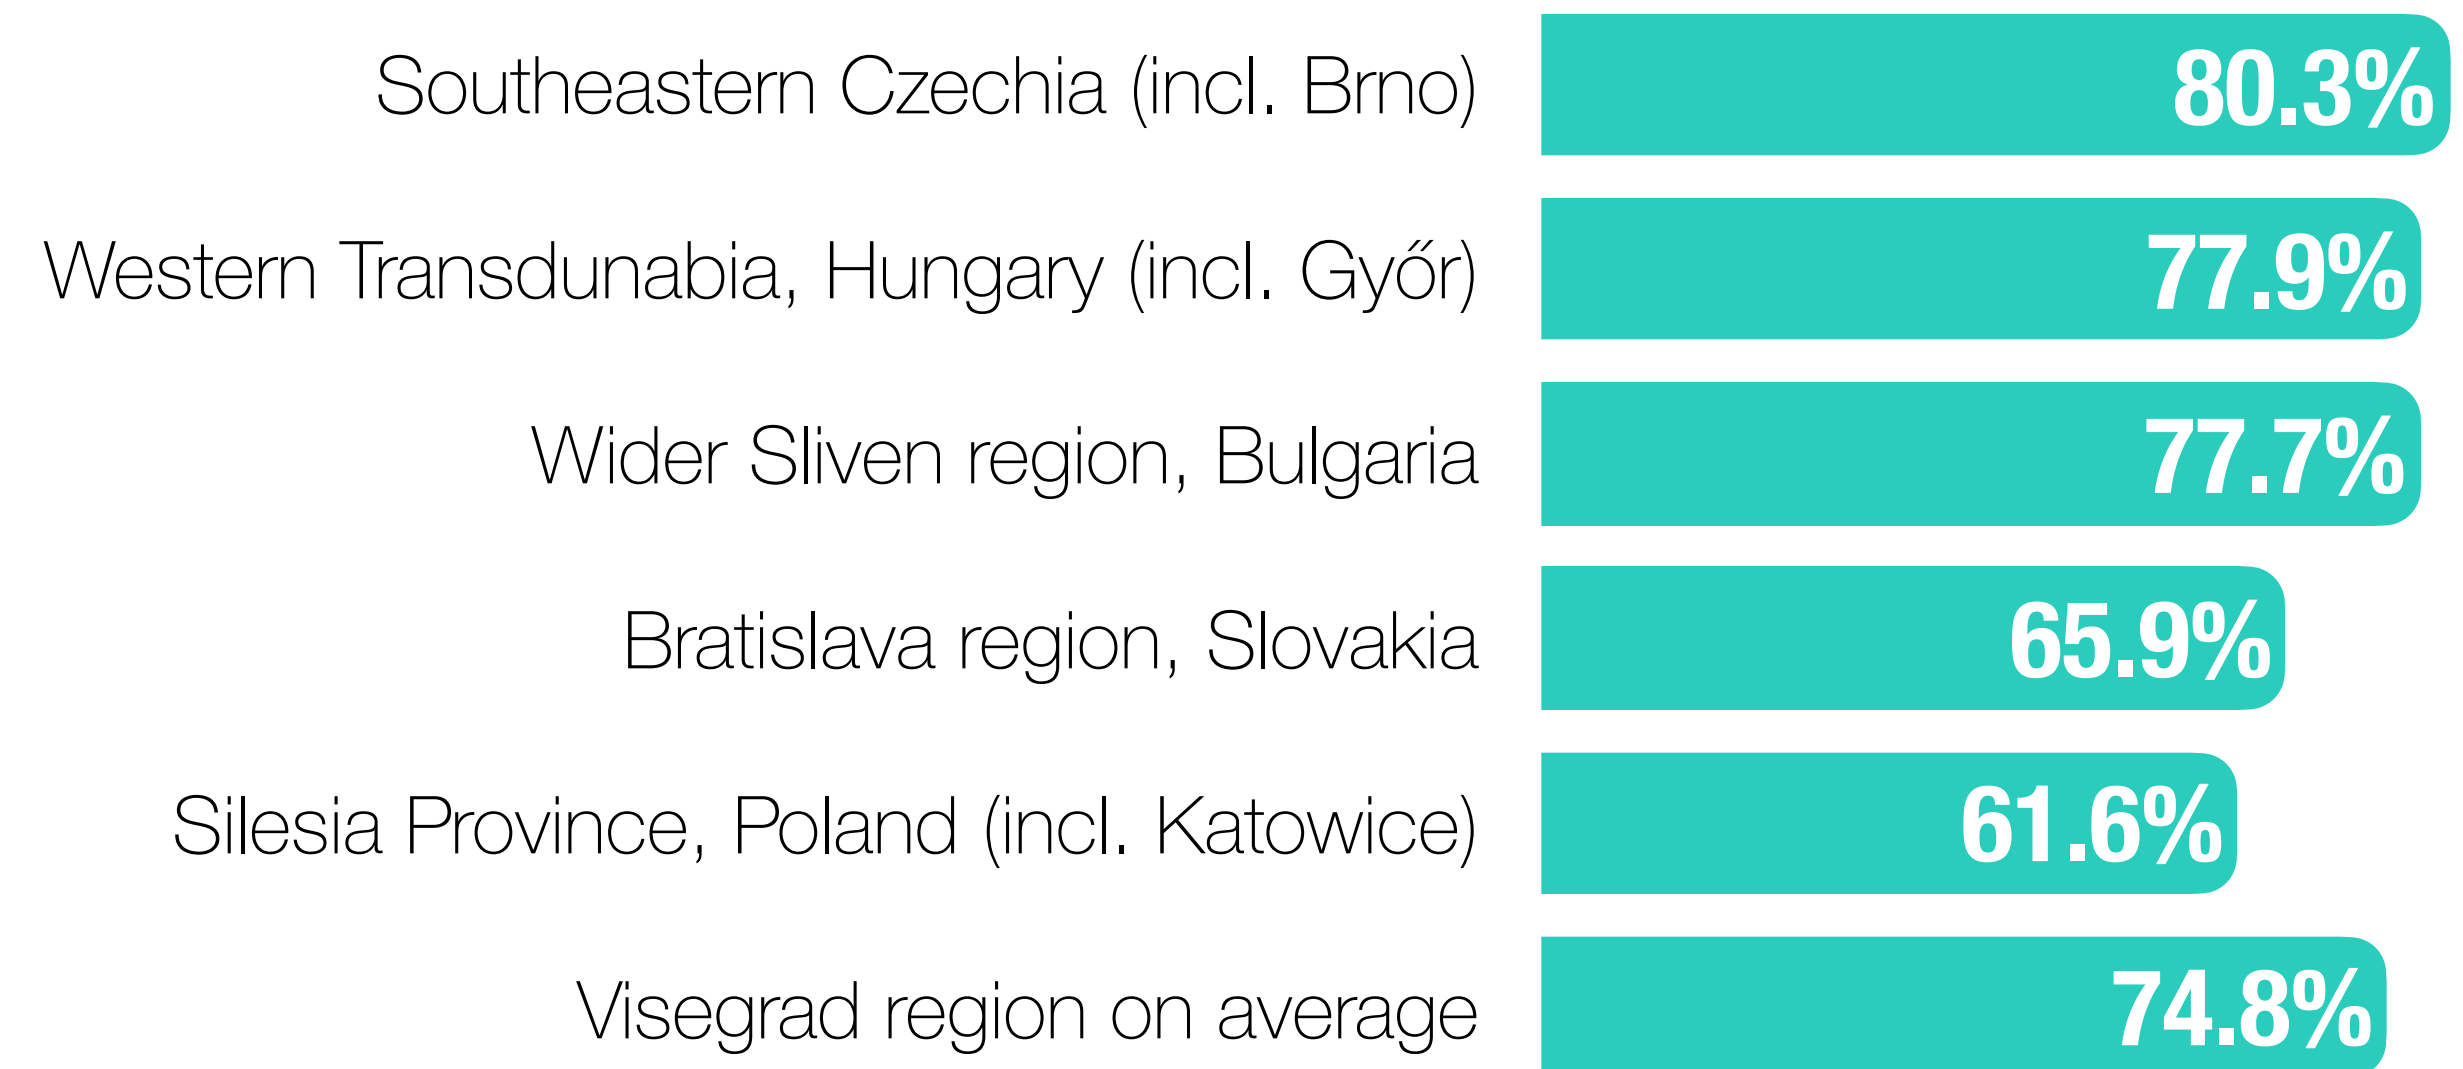 Southeastern Czechia (incl. Brno) 80.3%
Western Transdunabia, Hungary (incl. Győr) 77.9%
Wider Sliven region, Bulgaria 77.7%
Bratislava region, Slovakia 65.9%
Silesia Province, Poland (incl. Katowice) 61.6%
Visegrad region on average 74.8%